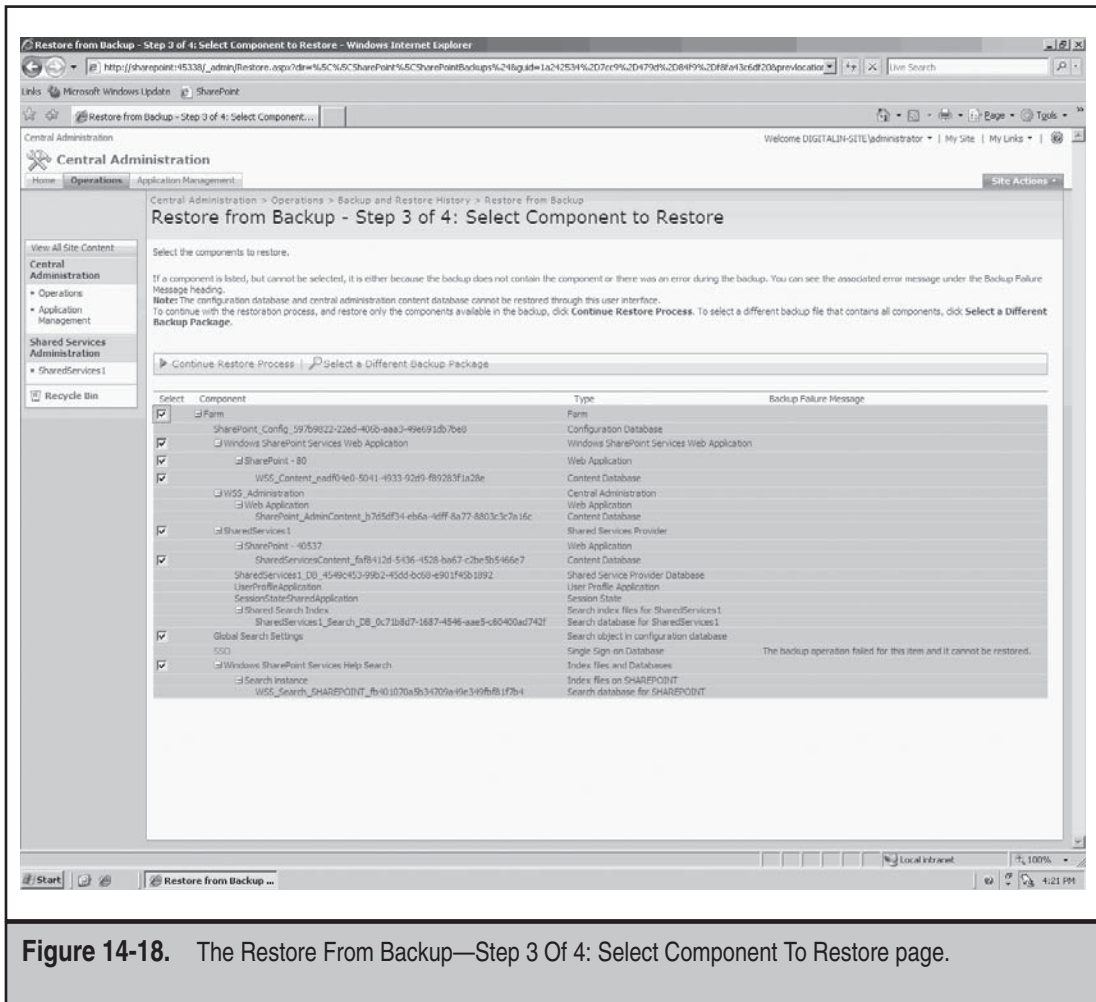 Restore from Backup - Step 3 of 4: Select Component to Restore - Windows Internet Explorer
Live Search
Links Microsoft Windows Update SharePoint
Restore from Backup - Step 3 of 4: Select Component...
Page Tools
Central Administration
Welcome DIGITALIN-SITE\administrator | My Site | My Links
Central Administration
Home Operations Application Management
Site Actions
Central Administration > Operations > Backup and Restore History > Restore from Backup
Restore from Backup - Step 3 of 4: Select Component to Restore
View All Site Content
Central Administration
• Operations
• Application Management
Shared Services Administration
• SharedServices1
Recycle Bin
Select the components to restore.
If a component is listed, but cannot be selected, it is either because the backup does not contain the component or there was an error during the backup. You can see the associated error message under the Backup Failure
Message heading.
Note: The configuration database and central administration content database cannot be restored through this user interface.
To continue with the restoration process, and restore only the components available in the backup, click Continue Restore Process. To select a different backup file that contains all components, click Select a Different
Backup Package.
Continue Restore Process | Select a Different Backup Package
Select Component Type Backup Failure Message
Farm Farm
SharePoint_Config_597b9822-22ed-406b-aaa3-49e691db7be8 Configuration Database
Windows SharePoint Services Web Application Windows SharePoint Services Web Application
SharePoint - 80 Web Application
WSS_Content_eadf04e0-5041-4933-92d9-f89283f1a28e Content Database
WSS_Administration Central Administration
Web Application Web Application
SharePoint_AdminContent_b7d5df34-eb6a-4dff-8a77-8803c3c7a16c Content Database
SharedServices1 Shared Services Provider
SharePoint - 40537 Web Application
SharedServicesContent_faf8412d-5436-4528-ba67-c2be5b5466e7 Content Database
SharedServices1_DB_4549c453-99b2-45dd-bc68-e901f45b1892 Shared Service Provider Database
UserProfileApplication User Profile Application
SessionStateSharedApplication Session State
Shared Search Index Search index files for SharedServices1
SharedServices1_Search_DB_0c71b8d7-1687-4546-aae5-c60400ad742f Search database for SharedServices1
Global Search Settings Search object in configuration database
SSO Single Sign-on Database The backup operation failed for this item and it cannot be restored.
Windows SharePoint Services Help Search Index files and Databases
Search instance Index files on SHAREPOINT
WSS_Search_SHAREPOINT_fb401070a5b34709a49e349fbf81f7b4 Search database for SHAREPOINT
Local intranet 100%
Start Restore from Backup ... 4:21 PM
Figure 14-18. The Restore From Backup—Step 3 Of 4: Select Component To Restore page.